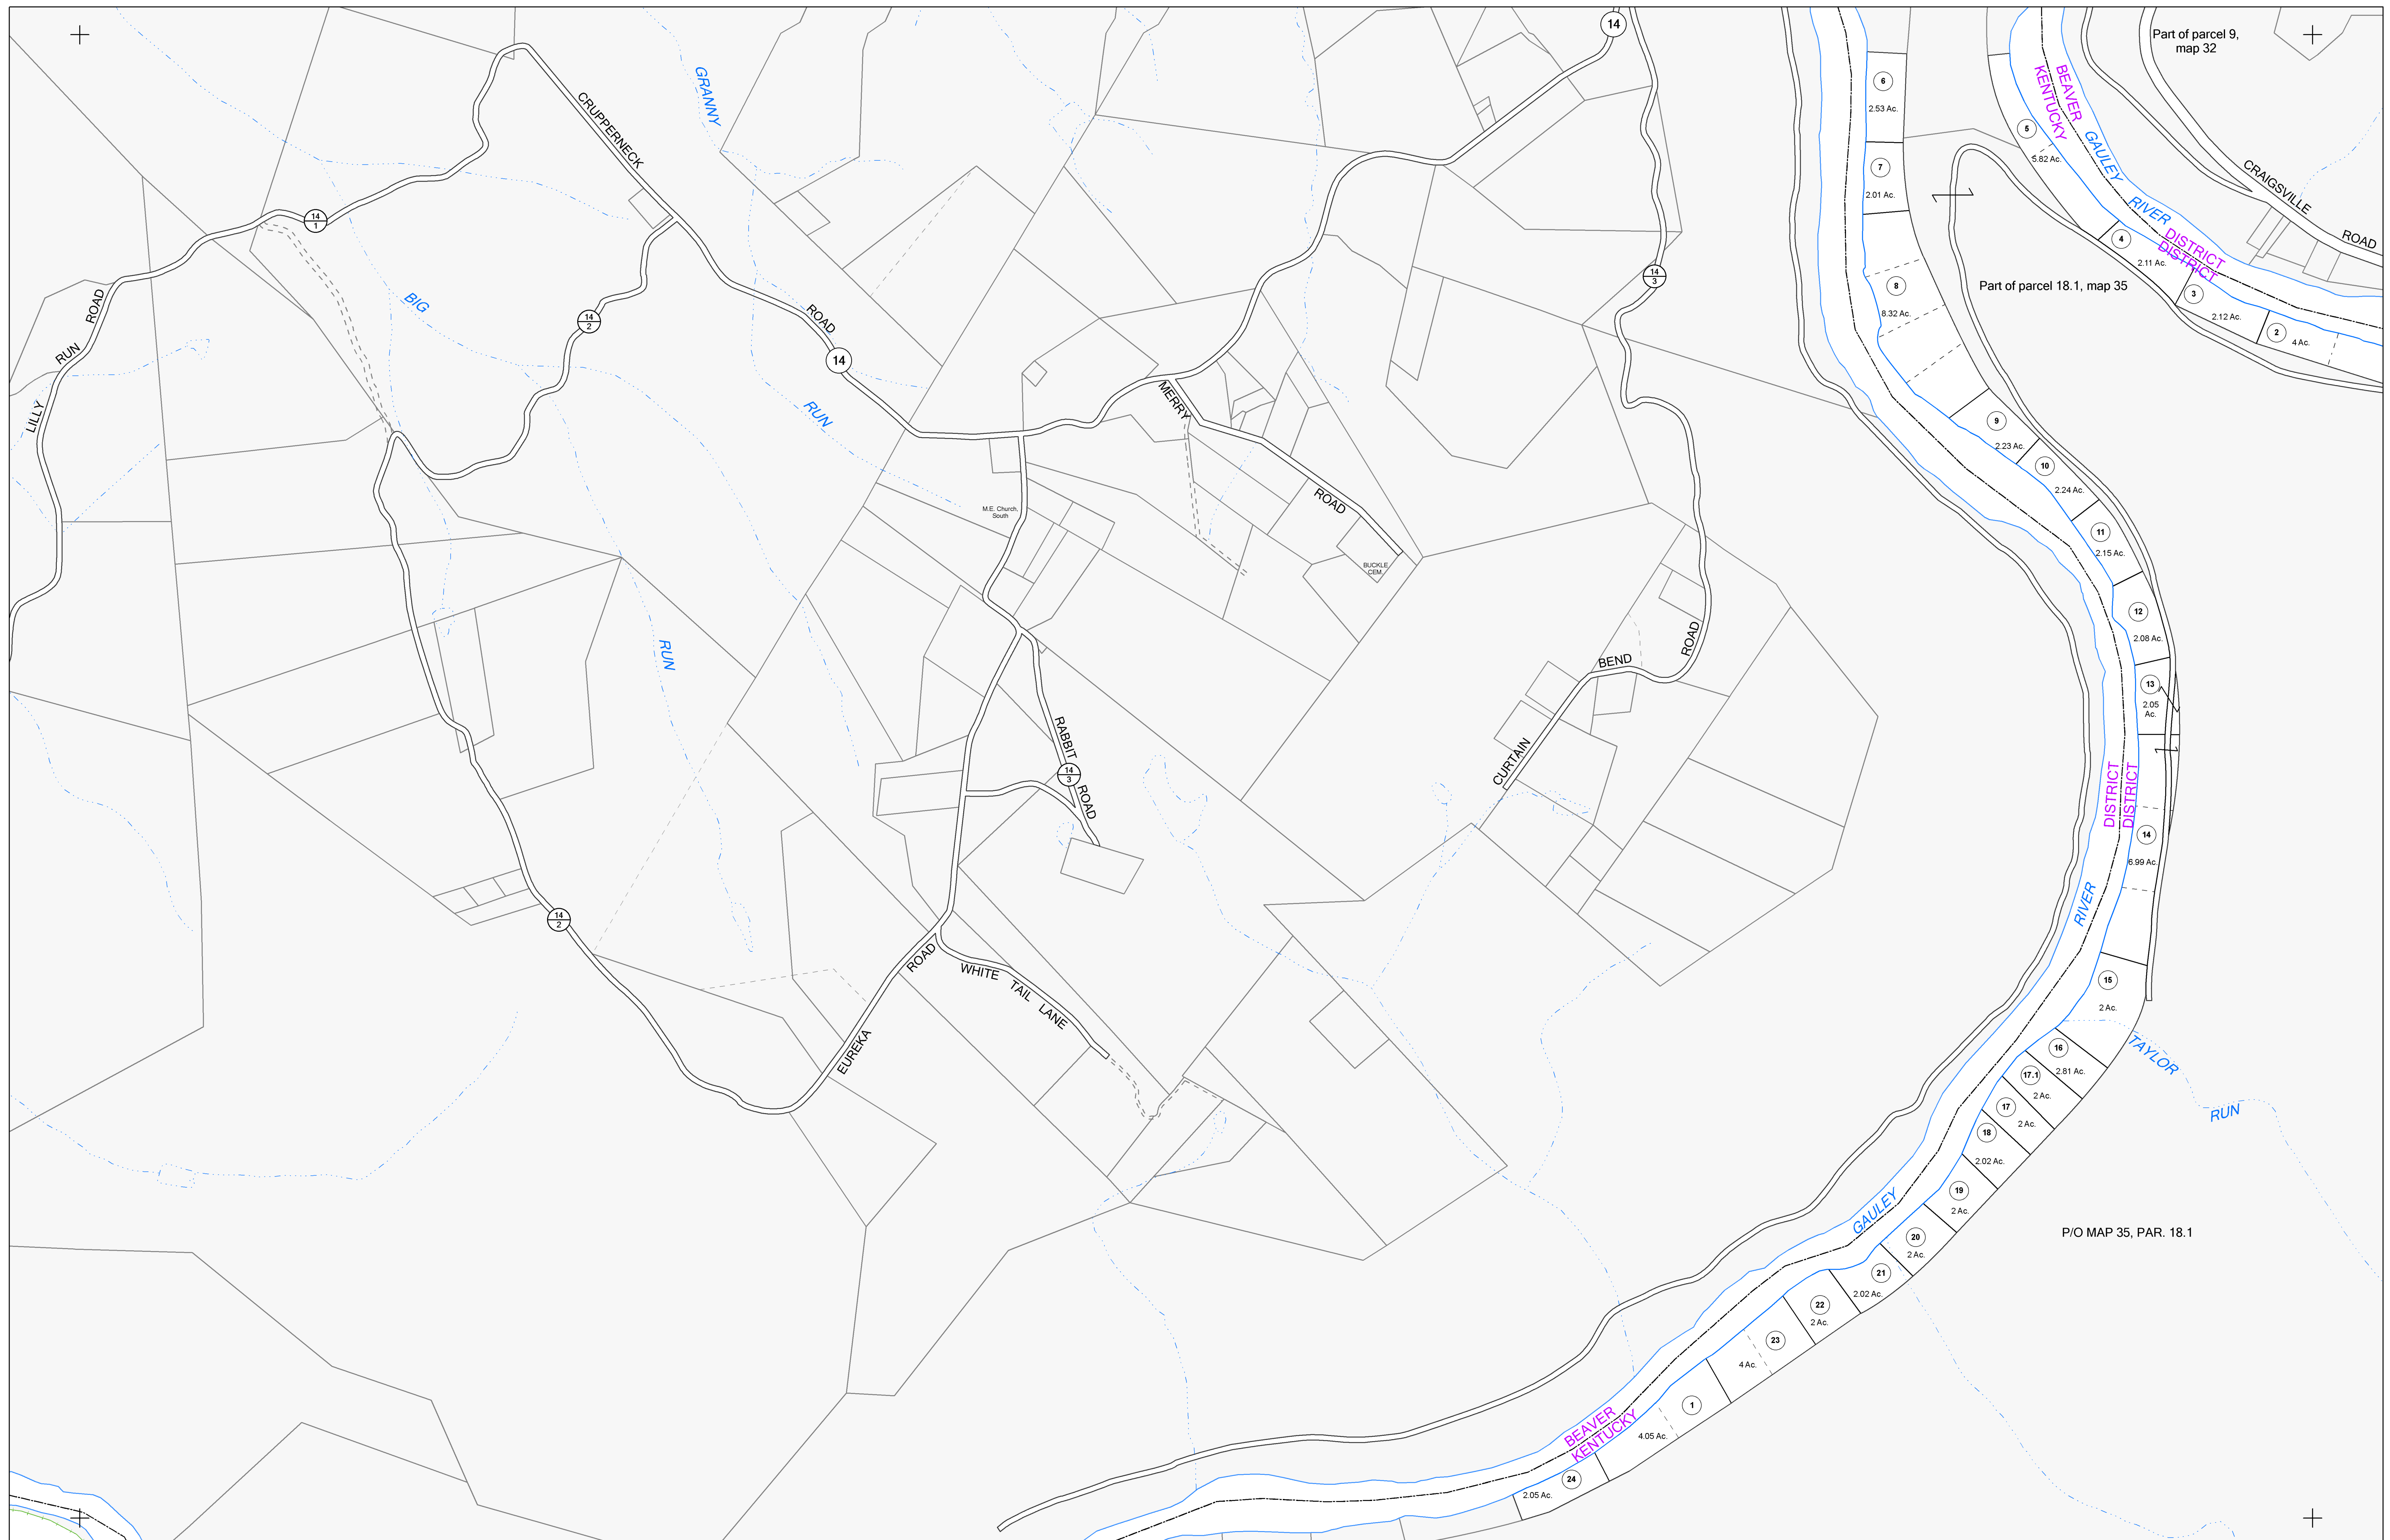 14
Part of parcel 9,
map 32
6
2.53 Ac.
BEAVER
KENTUCKY
GRANNY
CRUPPERNECK
5
5.82 Ac.
GAULEY
7
2.01 Ac.
CRAIGSVILLE
RIVER
14
1
4
DISTRICT
DISTRICT
ROAD
2.11 Ac.
14
3
8
8.32 Ac.
Part of parcel 18.1, map 35
3
2.12 Ac.
2
4 Ac.
BIG
ROAD
14
2
ROAD
RUN
14
LILLY
RUN
MERRY
9
2.23 Ac.
10
2.24 Ac.
ROAD
M.E. Church,
South
11
2.15 Ac.
BUCKLE
CEM.
12
2.08 Ac.
RUN
BEND
ROAD
13
2.05
Ac.
RABBIT
14
3
ROAD
CURTAIN
DISTRICT
DISTRICT
14
6.99 Ac.
14
2
RIVER
ROAD
WHITE
TAIL
LANE
15
2 Ac.
EUREKA
16
2.81 Ac.
TAYLOR
RUN
17.1
2 Ac.
17
2 Ac.
18
2.02 Ac.
19
2 Ac.
GAULEY
20
2 Ac.
P/O MAP 35, PAR. 18.1
21
2.02 Ac.
22
2 Ac.
23
4 Ac.
1
4.05 Ac.
BEAVER
KENTUCKY
24
2.05 Ac.